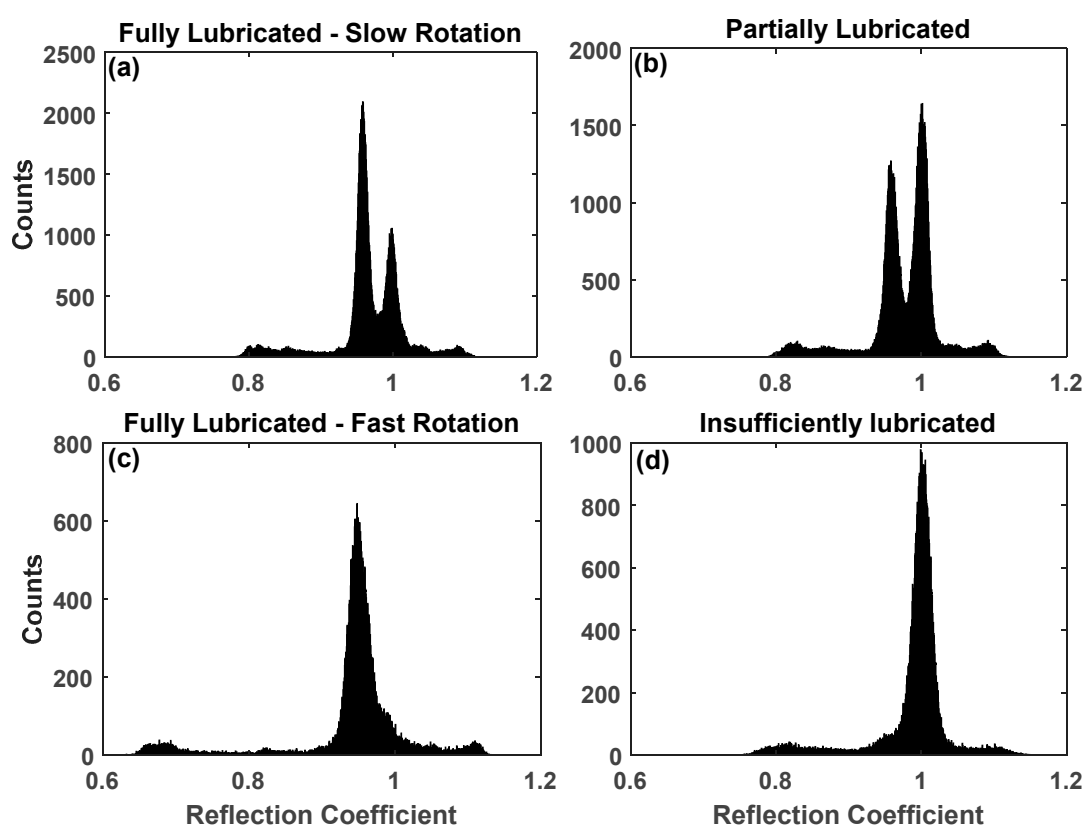 Fully Lubricated - Slow Rotation
(a)
2500
2000
1500
1000
500
0
Counts
0.6 0.8 1 1.2
Partially Lubricated
(b)
2000
1500
1000
500
0
0.6 0.8 1 1.2
Fully Lubricated - Fast Rotation
(c)
800
600
400
200
0
Counts
0.6 0.8 1 1.2
Reflection Coefficient
Insufficiently lubricated
(d)
1000
800
600
400
200
0
0.6 0.8 1 1.2
Reflection Coefficient